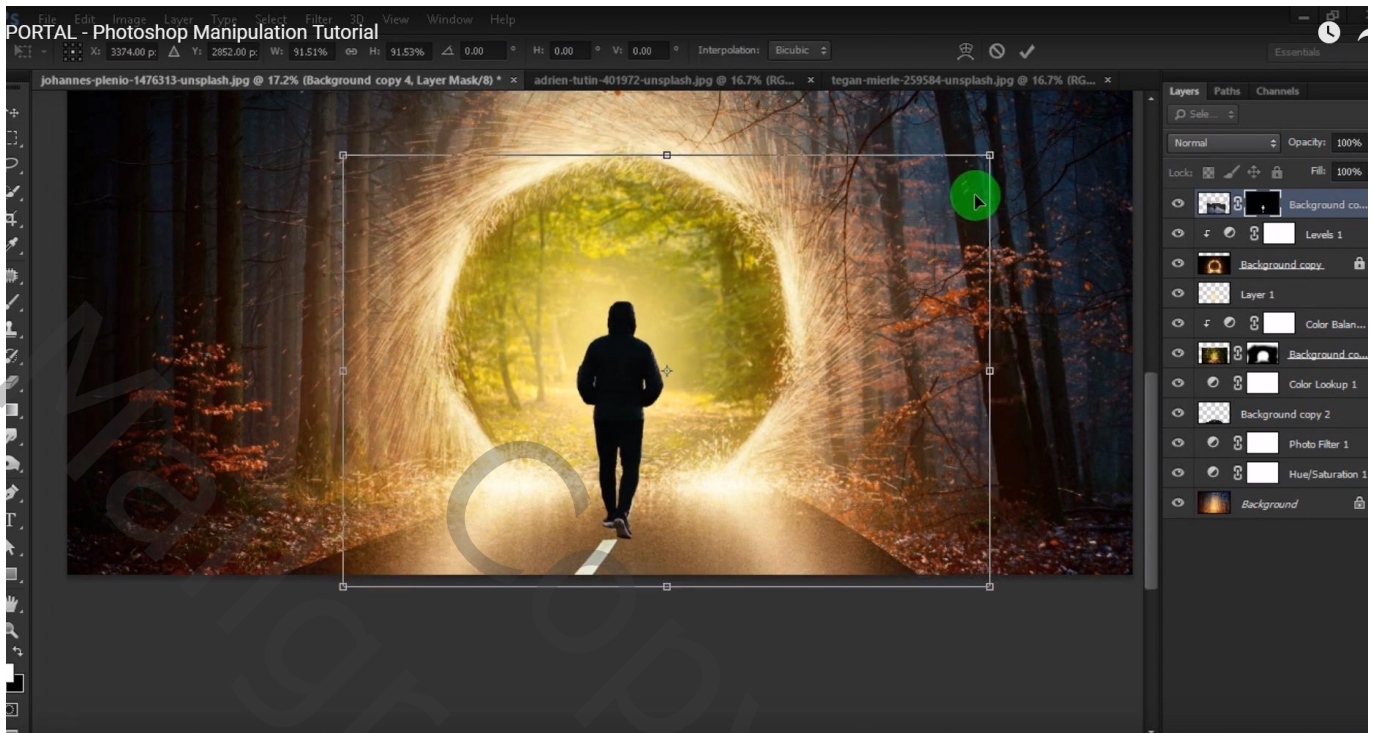 File Edit Image Layer Type Select Filter 3D View Window Help
PORTAL - Photoshop Manipulation Tutorial
X: 3374.00 p: Y: 2852.00 p: W: 91.51% H: 91.53% 0.00 ° H: 0.00 ° V: 0.00 ° Interpolation: Bicubic Essentials
johannes-plenio-1476313-unsplash.jpg @ 17.2% (Background copy 4, Layer Mask/8) * × adrien-tutin-401972-unsplash.jpg @ 16.7% (RG... × tegan-mierle-259584-unsplash.jpg @ 16.7% (RG... ×
Layers Paths Channels
Sele...
Normal Opacity: 100%
Lock: Fill: 100%
Background co...
Levels 1
Background copy
Layer 1
Color Balan...
Background co...
Color Lookup 1
Background copy 2
Photo Filter 1
Hue/Saturation 1
Background